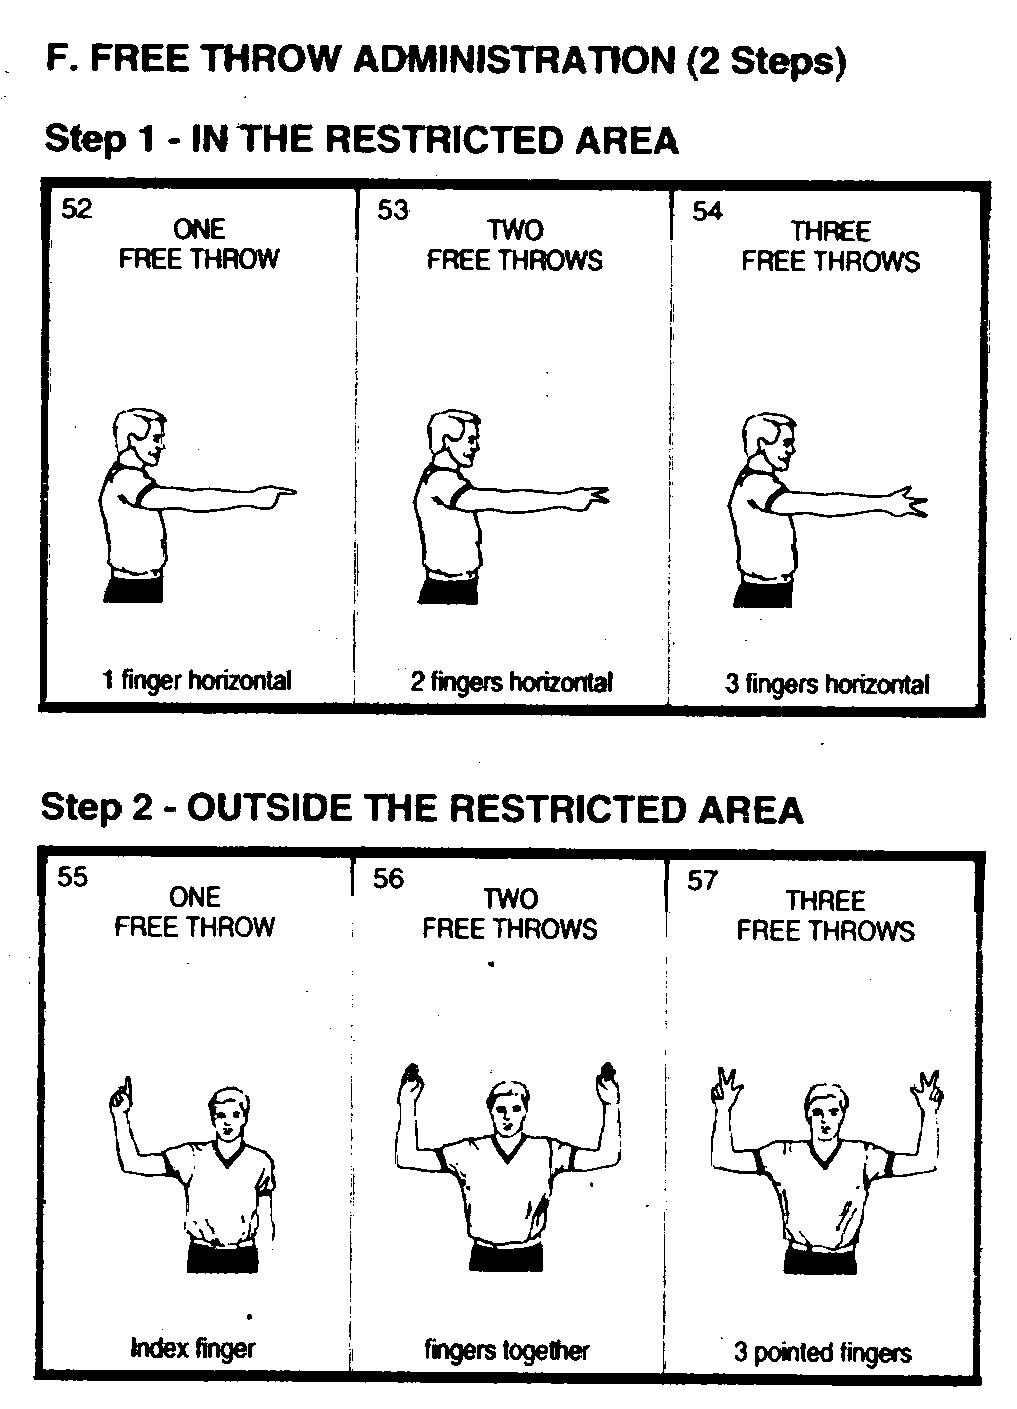 F. FREE THROW ADMINISTRATION (2 Steps)
Step 1 - IN THE RESTRICTED AREA
52
ONE
FREE THROW
1 finger horizontal
53
TWO
FREE THROWS
2 fingers horizontal
54
THREE
FREE THROWS
3 fingers horizontal
Step 2 - OUTSIDE THE RESTRICTED AREA
55
ONE
FREE THROW
Index finger
56
TWO
FREE THROWS
fingers together
57
THREE
FREE THROWS
3 pointed fingers